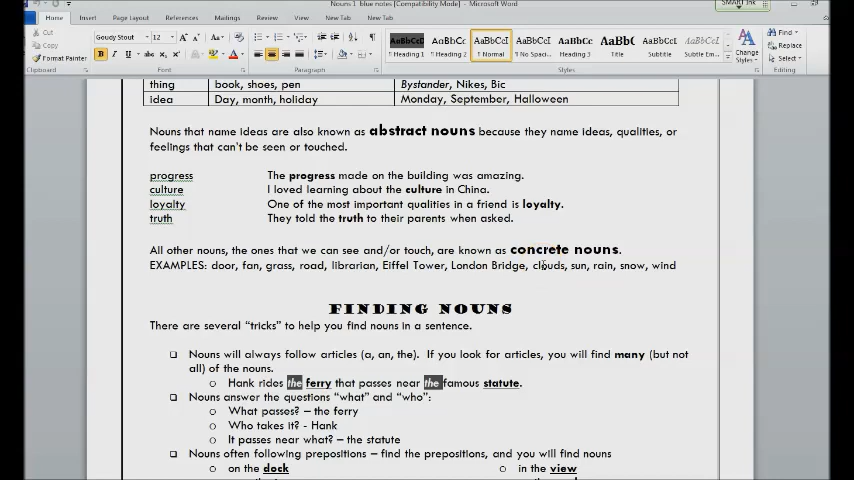 Nouns 1 blue notes [Compatibility Mode] - Microsoft Word
SMART Ink
Home Insert Page Layout References Mailings Review View New Tab New Tab
Cut
Copy
Format Painter
Clipboard
Goudy Stout 12
Font
Paragraph
AaBbCcD AaBbCc AaBbCcI AaBbCcI AaBbCc AaB( AaBbCcI AaBbCcI
¶ Heading 1 ¶ Heading 2 ¶ Normal ¶ No Spaci... Heading 3 Title Subtitle Subtle Em...
Styles
Change
Styles
Find
Replace
Select
Editing
thing book, shoes, pen Bystander, Nikes, Bic
idea Day, month, holiday Monday, September, Halloween
Nouns that name ideas are also known as abstract nouns because they name ideas, qualities, or
feelings that can't be seen or touched.
progress The progress made on the building was amazing.
culture I loved learning about the culture in China.
loyalty One of the most important qualities in a friend is loyalty.
truth They told the truth to their parents when asked.
All other nouns, the ones that we can see and/or touch, are known as concrete nouns.
EXAMPLES: door, fan, grass, road, librarian, Eiffel Tower, London Bridge, clouds, sun, rain, snow, wind
FINDING NOUNS
There are several "tricks" to help you find nouns in a sentence.
Nouns will always follow articles (a, an, the). If you look for articles, you will find many (but not
all) of the nouns.
o Hank rides the ferry that passes near the famous statute.
Nouns answer the questions "what" and "who":
o What passes? – the ferry
o Who takes it? - Hank
o It passes near what? – the statute
Nouns often following prepositions – find the prepositions, and you will find nouns
o on the dock o in the view